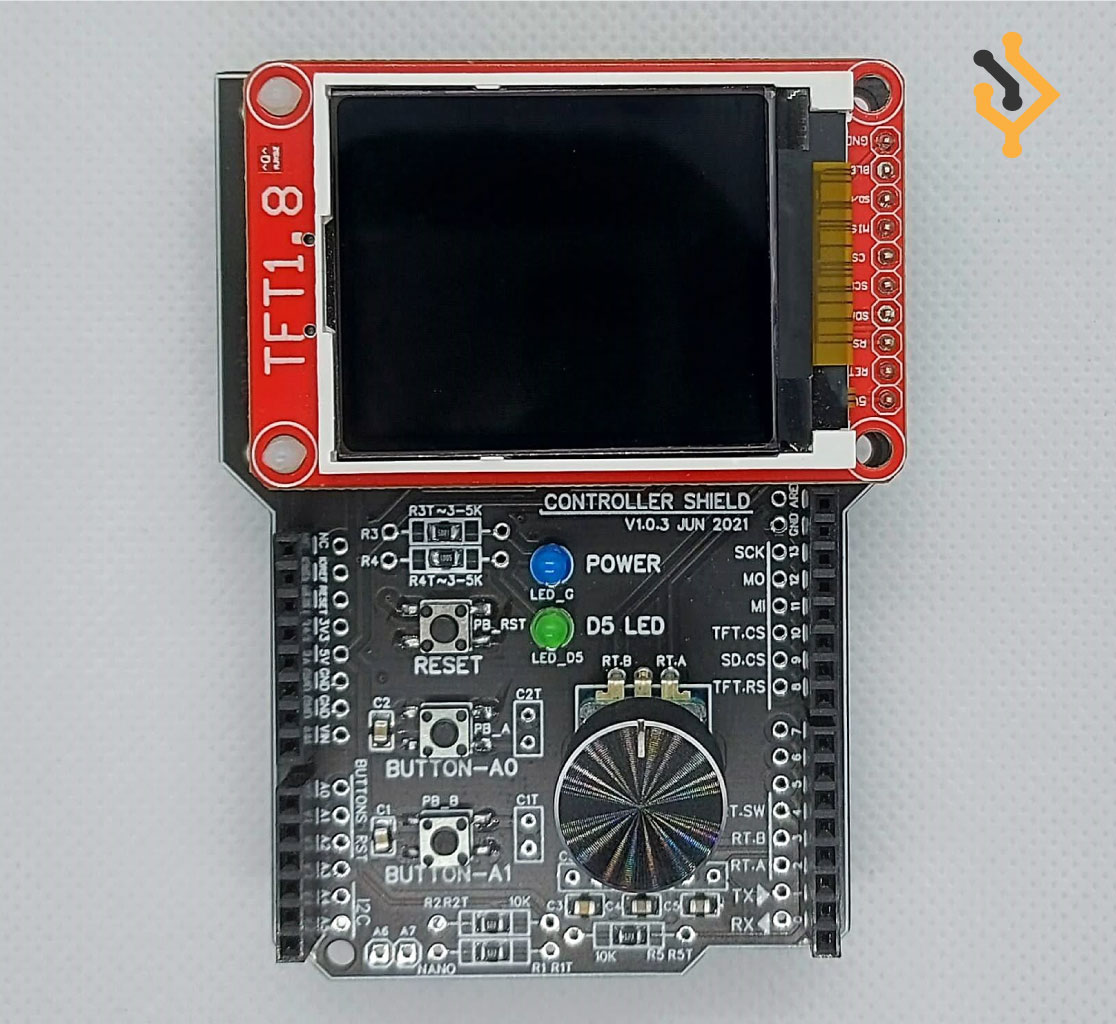 TFT1.8
GND
CONTROLLER SHIELD
V1.0.3 JUN 2021
R3T~3-5K
R3
R4
R4T~3-5K
POWER
LED_G
D5 LED
LED_D5
PB_RST
RESET
RT.B
RT.A
C2
C2T
PB_A
BUTTON-A0
PB_B
C1
C1T
BUTTON-A1
R2
R2T
10K
C3
C4
C5
10K
R5
R5T
R1
R1T
NANO
A6
A7
NC
RESET
3V3
5V
GND
GND
VIN
BUTTONS
RST
A0
A1
A2
A3
A4
A5
I2C
GND
SCK
13
MO
12
MI
11
TFT.CS
10
SD.CS
9
TFT.RS
8
7
6
5
T.SW
4
RT.B
3
RT.A
2
TX
1
RX
0